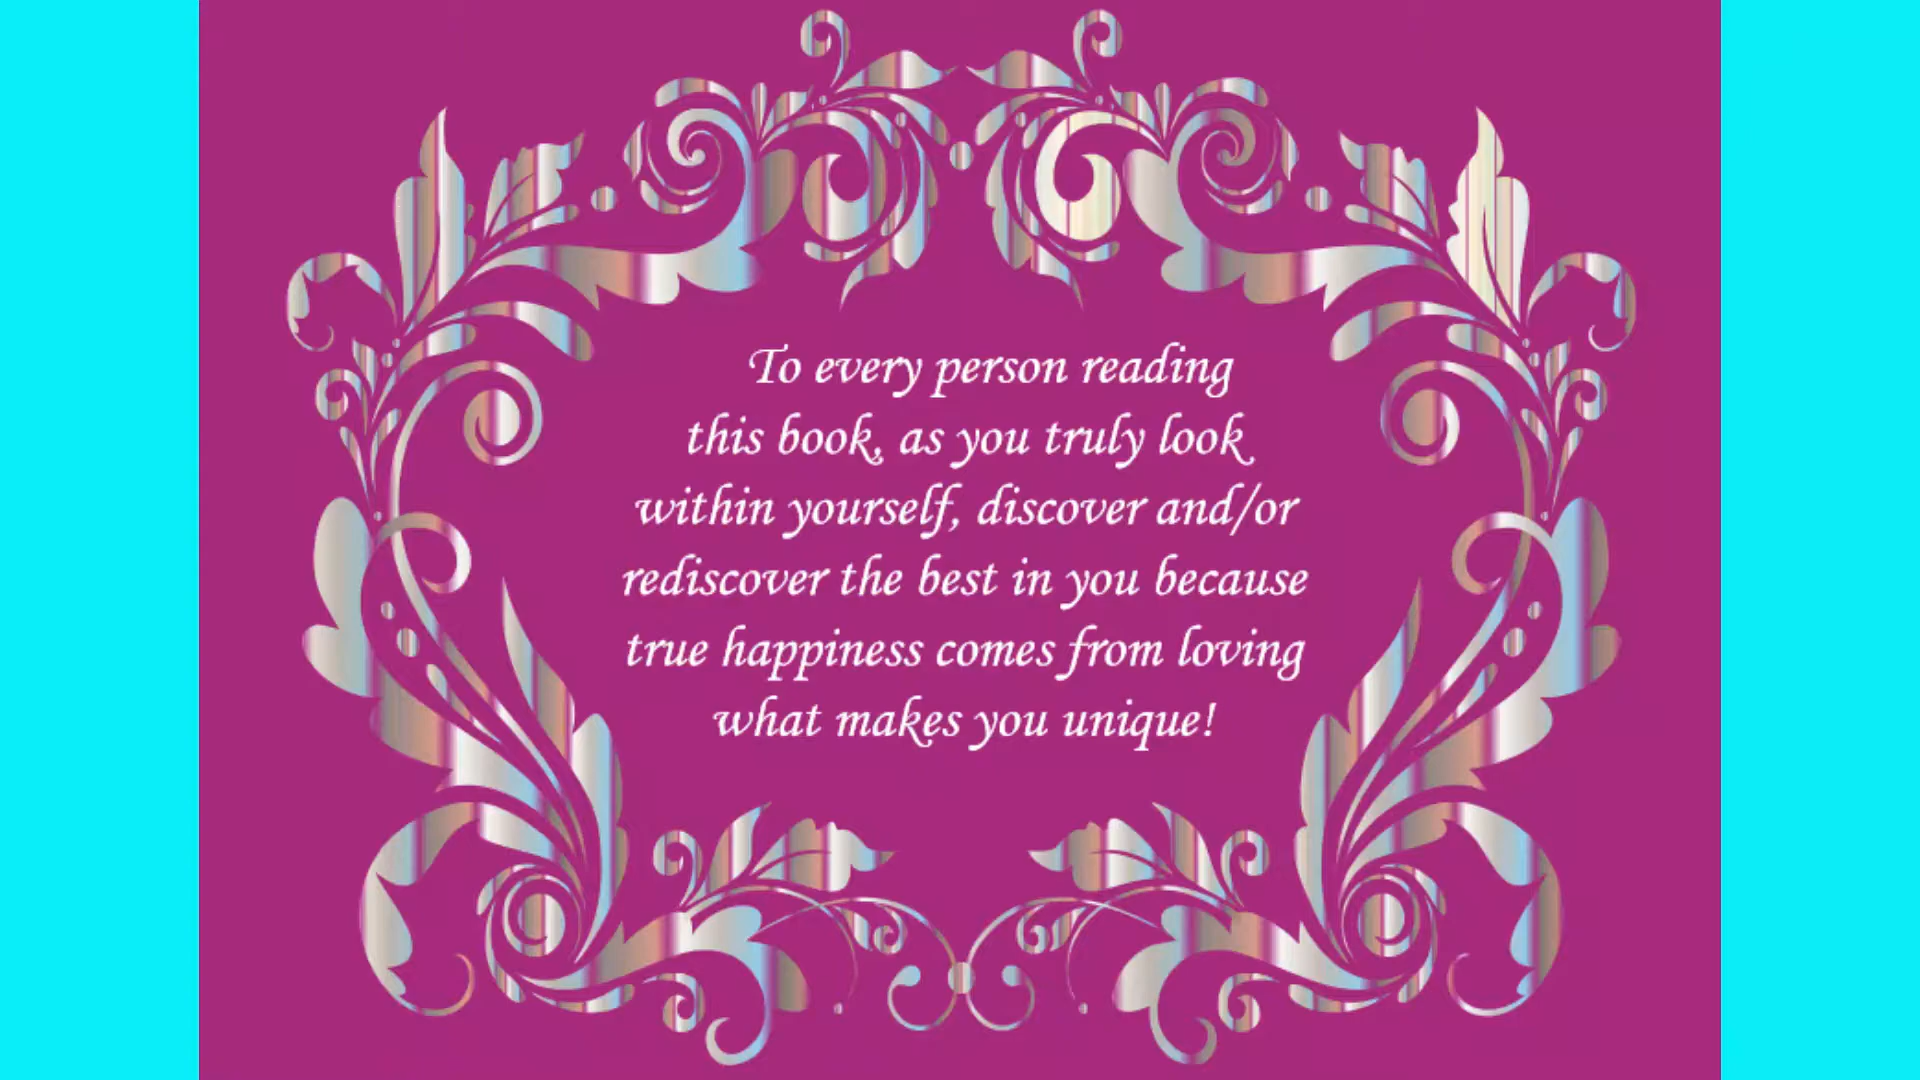 To every person reading
this book, as you truly look
within yourself, discover and/or
rediscover the best in you because
true happiness comes from loving
what makes you unique!